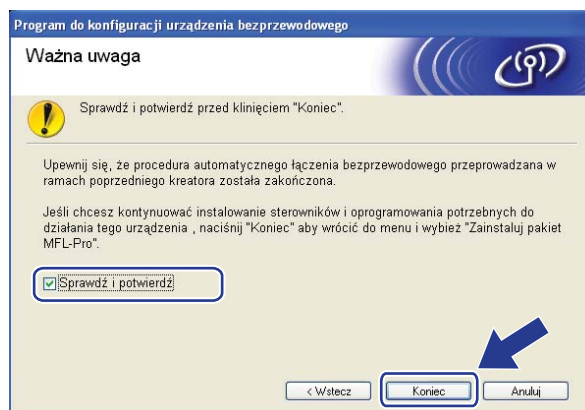 Program do konfiguracji urządzenia bezprzewodowego
Ważna uwaga
Sprawdź i potwierdź przed klinięciem "Koniec".
Upewnij się, że procedura automatycznego łączenia bezprzewodowego przeprowadzana w
ramach poprzedniego kreatora została zakończona.
Jeśli chcesz kontynuować instalowanie sterowników i oprogramowania potrzebnych do
działania tego urządzenia , naciśnij "Koniec" aby wrócić do menu i wybież "Zainstaluj pakiet
MFL-Pro".
Sprawdź i potwierdź
< Wstecz
Koniec
Anuluj